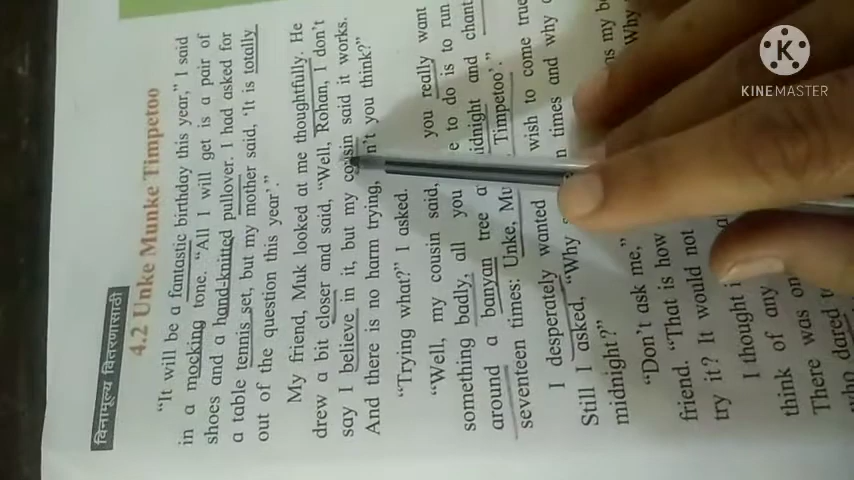 विनामूल्य वितरणासाठी
4.2 Unke Munke Timpetoo
"It will be a fantastic birthday this year," I said
in a mocking tone. "All I will get is a pair of
shoes and a hand-knitted pullover. I had asked for
a table tennis set, but my mother said, 'It is totally
out of the question this year'."
My friend, Muk looked at me thoughtfully. He
drew a bit closer and said, "Well, Rohan, I don't
say I believe in it, but my cousin said it works.
And there is no harm trying, n't you think?"
"Trying what?" I asked.
"Well, my cousin said, you really want
something badly, all you e to do is to run
around a banyan tree a idnight and chant
seventeen times: Unke, Mu Timpetoo'."
I desperately wanted wish to come true
Still I asked, "Why n times and why
midnight?"
"Don't ask me," ns my b
friend. "That is how Why
try it? It would not
I thought i
think of any
There was on
who dared t
KINEMASTER